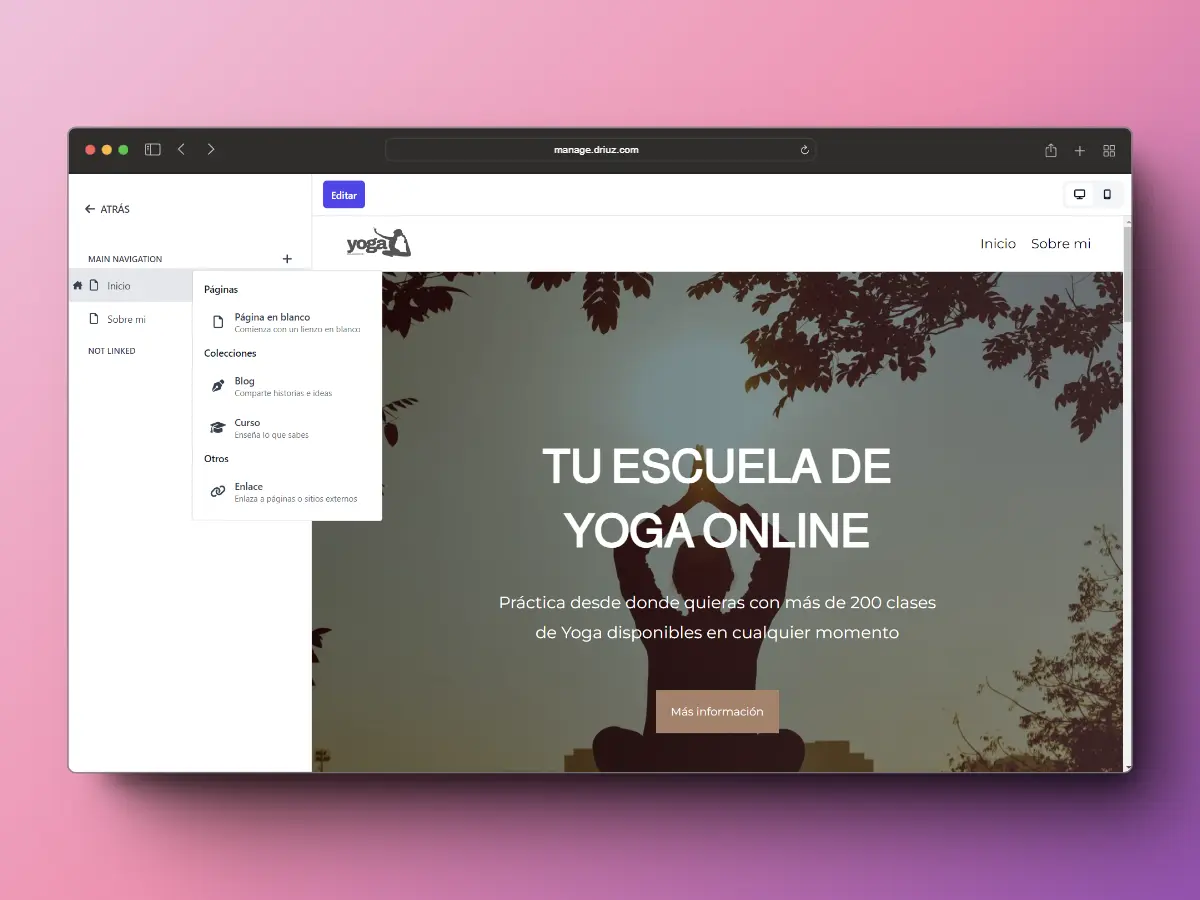 manage.driuz.com
ATRÁS
Editar
MAIN NAVIGATION
yoga
Inicio
Sobre mi
Inicio
Sobre mi
NOT LINKED
Páginas
Página en blanco
Comienza con un lienzo en blanco
Colecciones
Blog
Comparte historias e ideas
Curso
Enseña lo que sabes
Otros
Enlace
Enlaza a páginas o sitios externos
TU ESCUELA DE
YOGA ONLINE
Práctica desde donde quieras con más de 200 clases
de Yoga disponibles en cualquier momento
Más información